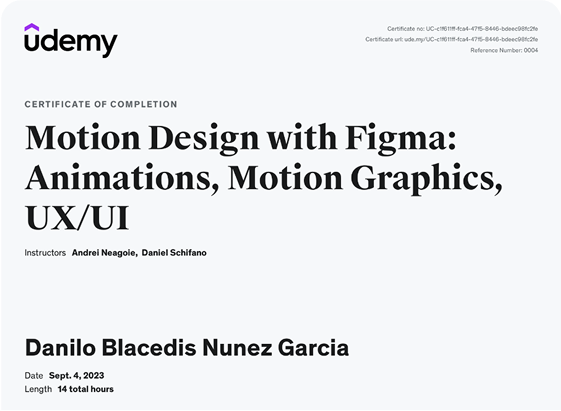 udemy
Certificate no: UC-c1f611ff-fca4-47f5-8446-bdeec98fc2fe
Certificate url: ude.my/UC-c1f611ff-fca4-47f5-8446-bdeec98fc2fe
Reference Number: 0004
CERTIFICATE OF COMPLETION
Motion Design with Figma:
Animations, Motion Graphics,
UX/UI
Instructors Andrei Neagoie, Daniel Schifano
Danilo Blacedis Nunez Garcia
Date Sept. 4, 2023
Length 14 total hours